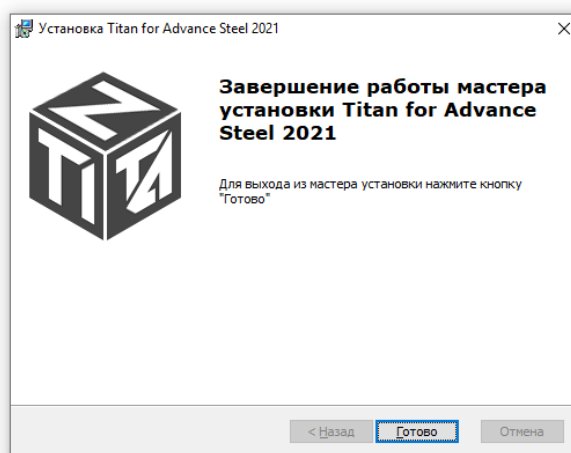 Установка Titan for Advance Steel 2021
Завершение работы мастера
установки Titan for Advance
Steel 2021
Для выхода из мастера установки нажмите кнопку
"Готово"
TITAN
< Назад
Готово
Отмена